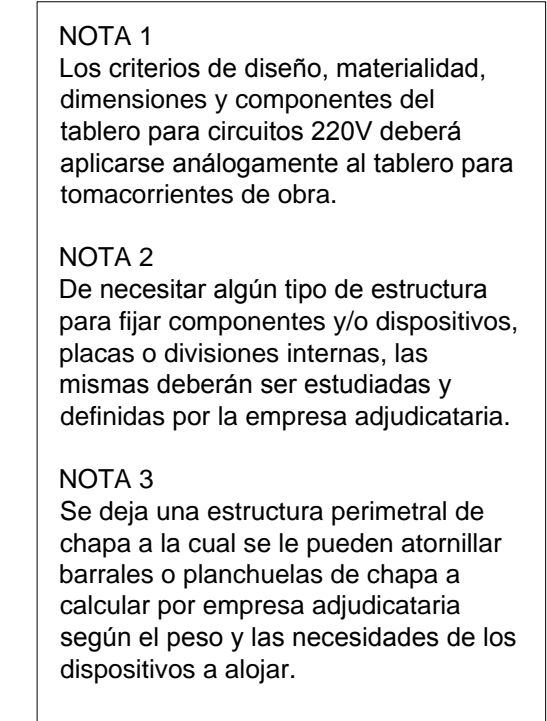 NOTA 1
Los criterios de diseño, materialidad,
dimensiones y componentes del
tablero para circuitos 220V deberá
aplicarse análogamente al tablero para
tomacorrientes de obra.
NOTA 2
De necesitar algún tipo de estructura
para fijar componentes y/o dispositivos,
placas o divisiones internas, las
mismas deberán ser estudiadas y
definidas por la empresa adjudicataria.
NOTA 3
Se deja una estructura perimetral de
chapa a la cual se le pueden atornillar
barrales o planchuelas de chapa a
calcular por empresa adjudicataria
según el peso y las necesidades de los
dispositivos a alojar.